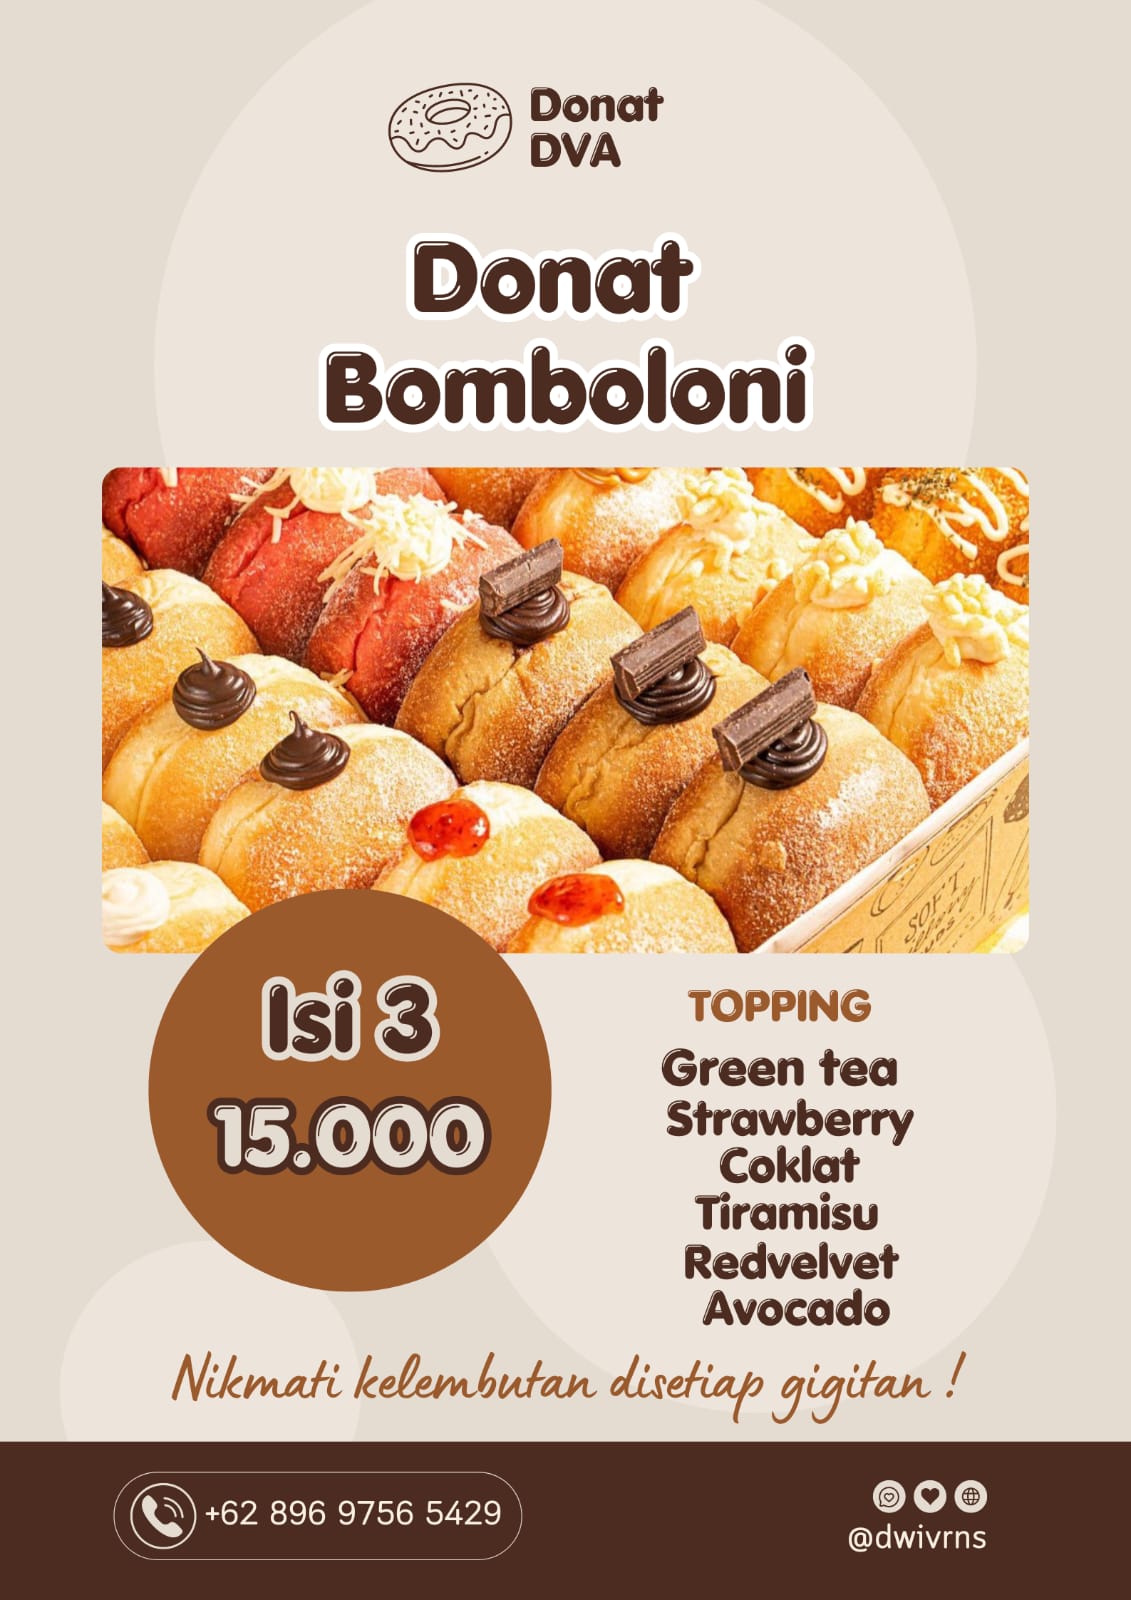 Donat
DVA
Donat
Bomboloni
SOFT
Isi 3
15.000
TOPPING
Green tea
Strawberry
Coklat
Tiramisu
Redvelvet
Avocado
Nikmati kelembutan disetiap gigitan !
+62 896 9756 5429
@dwivrns